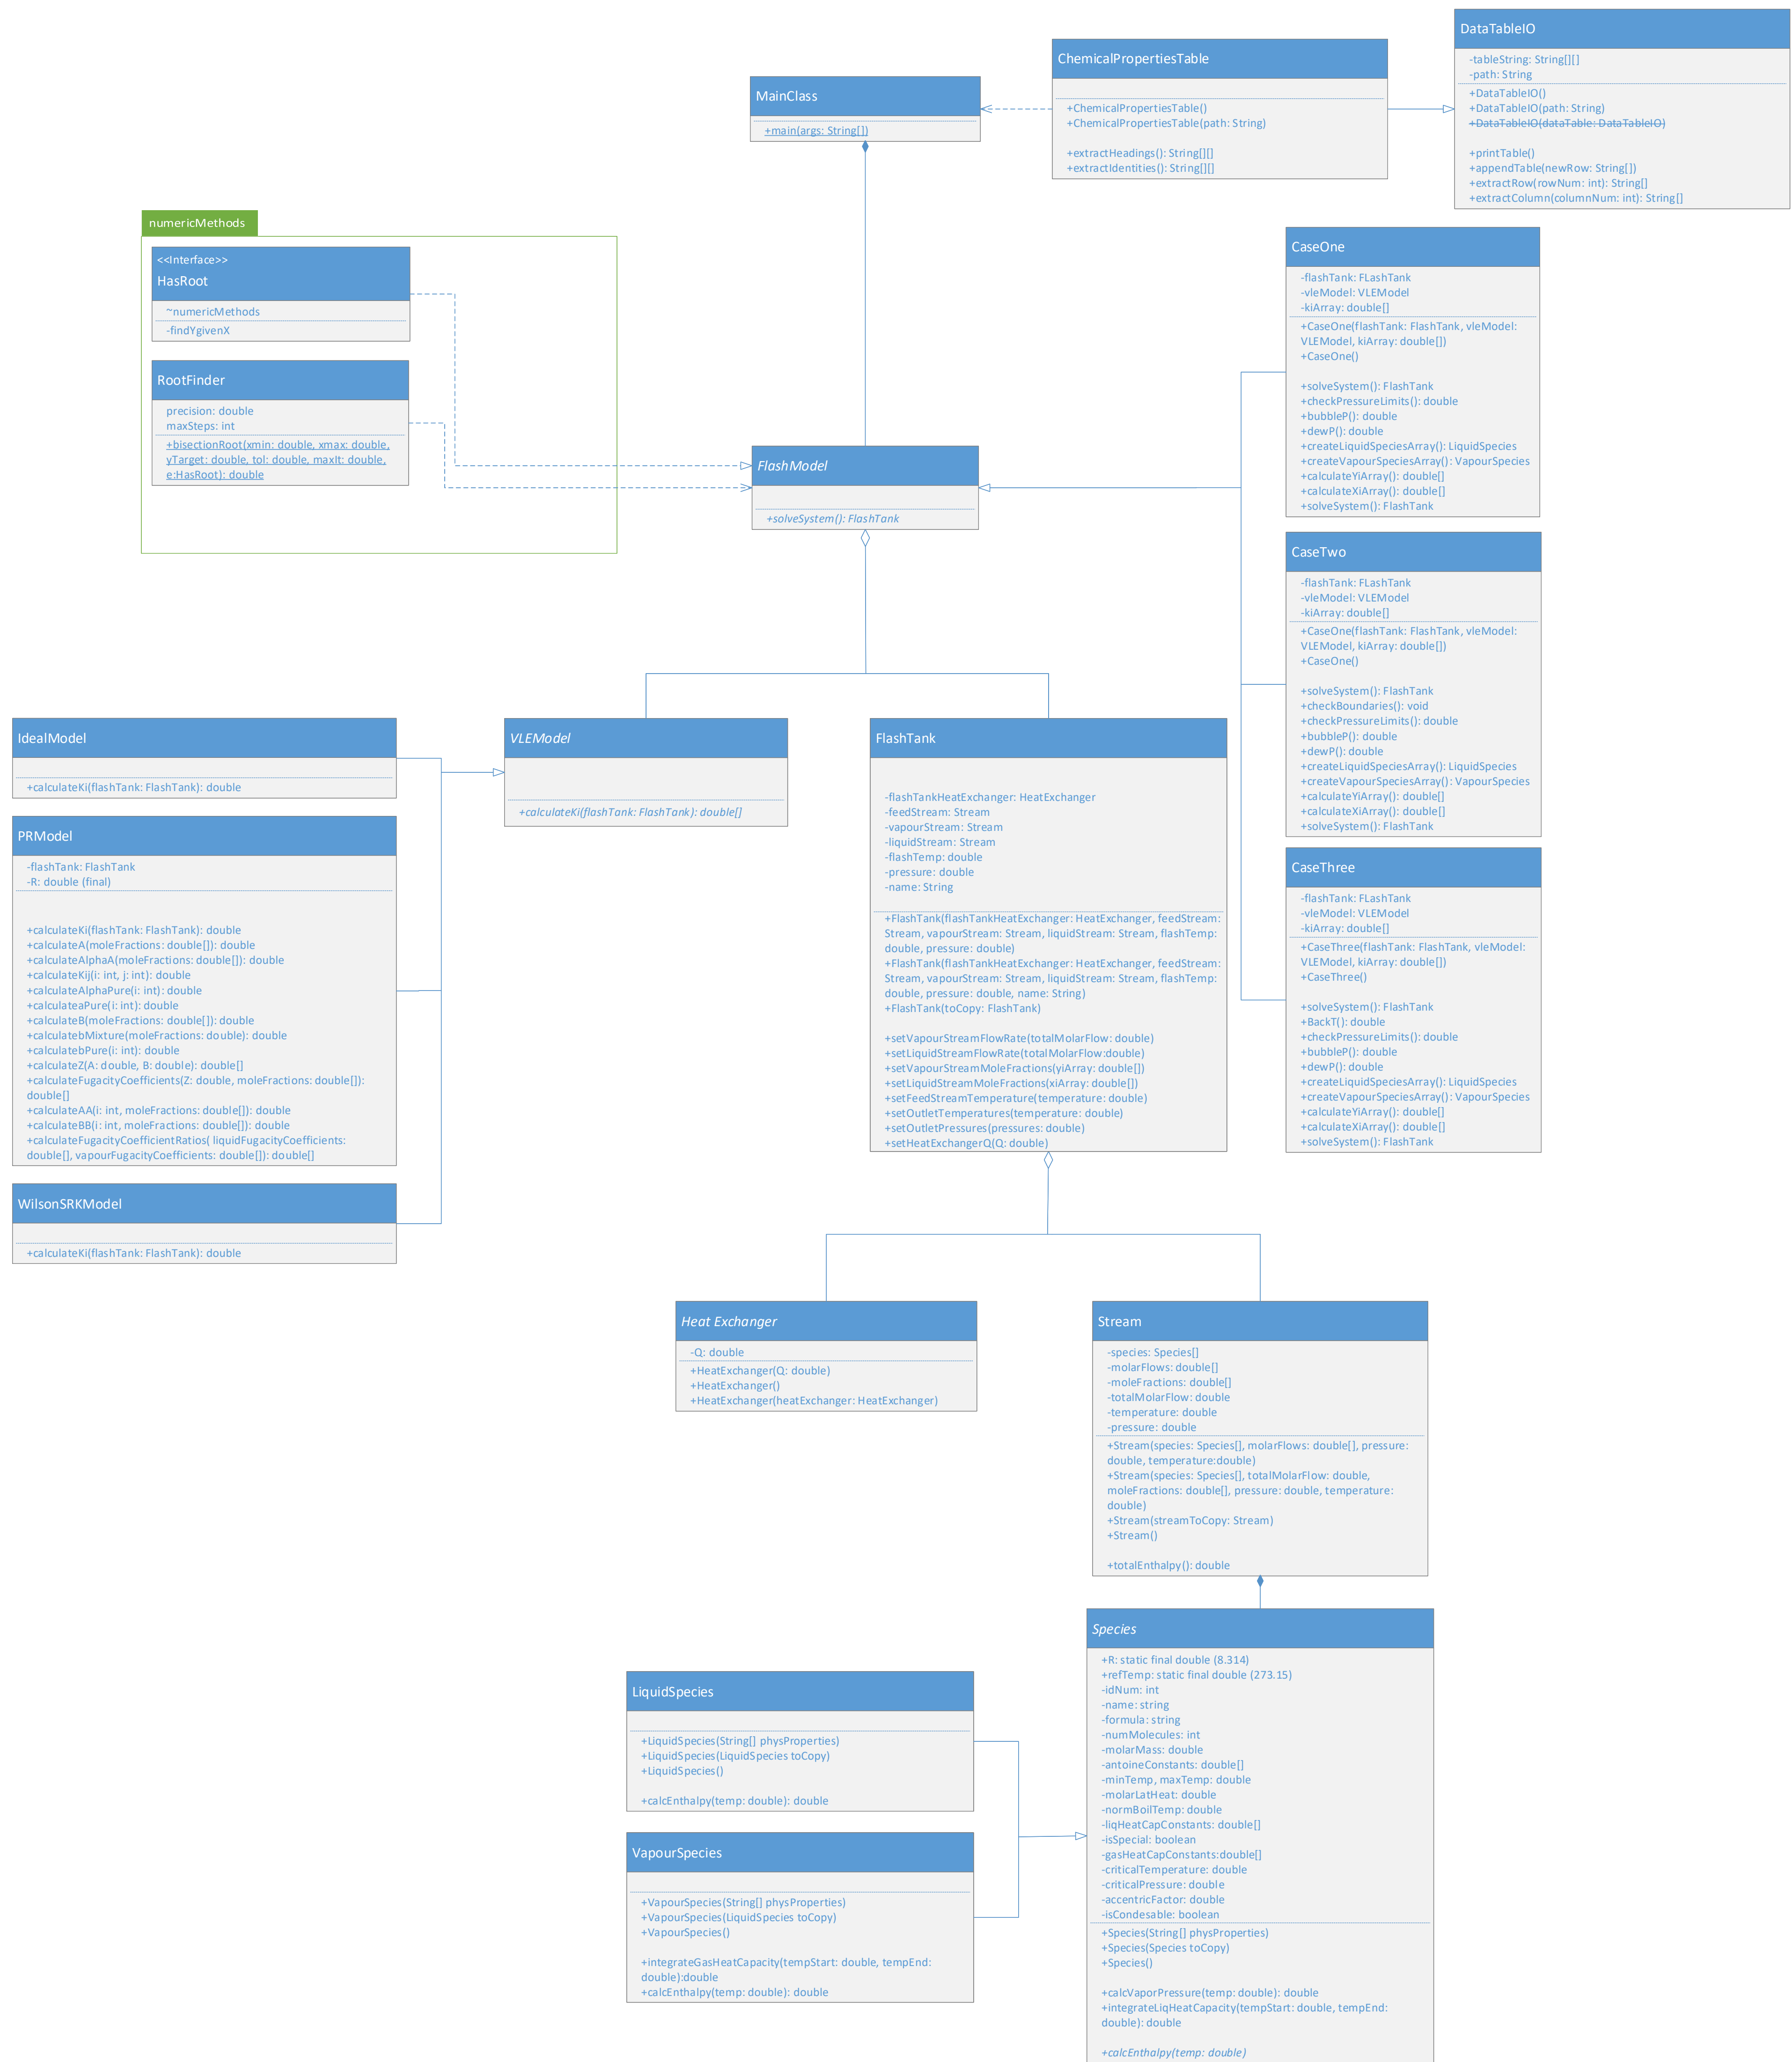 DataTableIO
-tableString: String[][]
-path: String
+DataTableIO()
+DataTableIO(path: String)
+DataTableIO(dataTable: DataTableIO)
+printTable()
+appendTable(newRow: String[])
+extractRow(rowNum: int): String[]
+extractColumn(columnNum: int): String[]
ChemicalPropertiesTable
+ChemicalPropertiesTable()
+ChemicalPropertiesTable(path: String)
+extractHeadings(): String[][]
+extractIdentities(): String[][]
MainClass
+main(args: String[])
numericMethods
<<Interface>>
HasRoot
~numericMethods
-findYgivenX
RootFinder
precision: double
maxSteps: int
+bisectionRoot(xmin: double, xmax: double,
yTarget: double, tol: double, maxIt: double,
e:HasRoot): double
FlashModel
+solveSystem(): FlashTank
CaseOne
-flashTank: FLashTank
-vleModel: VLEModel
-kiArray: double[]
+CaseOne(flashTank: FlashTank, vleModel:
VLEModel, kiArray: double[])
+CaseOne()
+solveSystem(): FlashTank
+checkPressureLimits(): double
+bubbleP(): double
+dewP(): double
+createLiquidSpeciesArray(): LiquidSpecies
+createVapourSpeciesArray(): VapourSpecies
+calculateYiArray(): double[]
+calculateXiArray(): double[]
+solveSystem(): FlashTank
CaseTwo
-flashTank: FLashTank
-vleModel: VLEModel
-kiArray: double[]
+CaseOne(flashTank: FlashTank, vleModel:
VLEModel, kiArray: double[])
+CaseOne()
+solveSystem(): FlashTank
+checkBoundaries(): void
+checkPressureLimits(): double
+bubbleP(): double
+dewP(): double
+createLiquidSpeciesArray(): LiquidSpecies
+createVapourSpeciesArray(): VapourSpecies
+calculateYiArray(): double[]
+calculateXiArray(): double[]
+solveSystem(): FlashTank
CaseThree
-flashTank: FLashTank
-vleModel: VLEModel
-kiArray: double[]
+CaseThree(flashTank: FlashTank, vleModel:
VLEModel, kiArray: double[])
+CaseThree()
+solveSystem(): FlashTank
+BackT(): double
+checkPressureLimits(): double
+bubbleP(): double
+dewP(): double
+createLiquidSpeciesArray(): LiquidSpecies
+createVapourSpeciesArray(): VapourSpecies
+calculateYiArray(): double[]
+calculateXiArray(): double[]
+solveSystem(): FlashTank
IdealModel
+calculateKi(flashTank: FlashTank): double
PRModel
-flashTank: FlashTank
-R: double (final)
+calculateKi(flashTank: FlashTank): double
+calculateA(moleFractions: double[]): double
+calculateAlphaA(moleFractions: double[]): double
+calculateKij(i: int, j: int): double
+calculateAlphaPure(i: int): double
+calculateaPure(i: int): double
+calculateB(moleFractions: double[]): double
+calculatebMixture(moleFractions: double): double
+calculatebPure(i: int): double
+calculateZ(A: double, B: double): double[]
+calculateFugacityCoefficients(Z: double, moleFractions: double[]):
double[]
+calculateAA(i: int, moleFractions: double[]): double
+calculateBB(i: int, moleFractions: double[]): double
+calculateFugacityCoefficientRatios( liquidFugacityCoefficients:
double[], vapourFugacityCoefficients: double[]): double[]
WilsonSRKModel
+calculateKi(flashTank: FlashTank): double
VLEModel
+calculateKi(flashTank: FlashTank): double[]
FlashTank
-flashTankHeatExchanger: HeatExchanger
-feedStream: Stream
-vapourStream: Stream
-liquidStream: Stream
-flashTemp: double
-pressure: double
-name: String
+FlashTank(flashTankHeatExchanger: HeatExchanger, feedStream:
Stream, vapourStream: Stream, liquidStream: Stream, flashTemp:
double, pressure: double)
+FlashTank(flashTankHeatExchanger: HeatExchanger, feedStream:
Stream, vapourStream: Stream, liquidStream: Stream, flashTemp:
double, pressure: double, name: String)
+FlashTank(toCopy: FlashTank)
+setVapourStreamFlowRate(totalMolarFlow: double)
+setLiquidStreamFlowRate(totalMolarFlow:double)
+setVapourStreamMoleFractions(yiArray: double[])
+setLiquidStreamMoleFractions(xiArray: double[])
+setFeedStreamTemperature(temperature: double)
+setOutletTemperatures(temperature: double)
+setOutletPressures(pressures: double)
+setHeatExchangerQ(Q: double)
Heat Exchanger
-Q: double
+HeatExchanger(Q: double)
+HeatExchanger()
+HeatExchanger(heatExchanger: HeatExchanger)
Stream
-species: Species[]
-molarFlows: double[]
-moleFractions: double[]
-totalMolarFlow: double
-temperature: double
-pressure: double
+Stream(species: Species[], molarFlows: double[], pressure:
double, temperature:double)
+Stream(species: Species[], totalMolarFlow: double,
moleFractions: double[], pressure: double, temperature:
double)
+Stream(streamToCopy: Stream)
+Stream()
+totalEnthalpy(): double
LiquidSpecies
+LiquidSpecies(String[] physProperties)
+LiquidSpecies(LiquidSpecies toCopy)
+LiquidSpecies()
+calcEnthalpy(temp: double): double
VapourSpecies
+VapourSpecies(String[] physProperties)
+VapourSpecies(LiquidSpecies toCopy)
+VapourSpecies()
+integrateGasHeatCapacity(tempStart: double, tempEnd:
double):double
+calcEnthalpy(temp: double): double
Species
+R: static final double (8.314)
+refTemp: static final double (273.15)
-idNum: int
-name: string
-formula: string
-numMolecules: int
-molarMass: double
-antoineConstants: double[]
-minTemp, maxTemp: double
-molarLatHeat: double
-normBoilTemp: double
-liqHeatCapConstants: double[]
-isSpecial: boolean
-gasHeatCapConstants:double[]
-criticalTemperature: double
-criticalPressure: double
-accentricFactor: double
-isCondesable: boolean
+Species(String[] physProperties)
+Species(Species toCopy)
+Species()
+calcVaporPressure(temp: double): double
+integrateLiqHeatCapacity(tempStart: double, tempEnd:
double): double
+calcEnthalpy(temp: double)